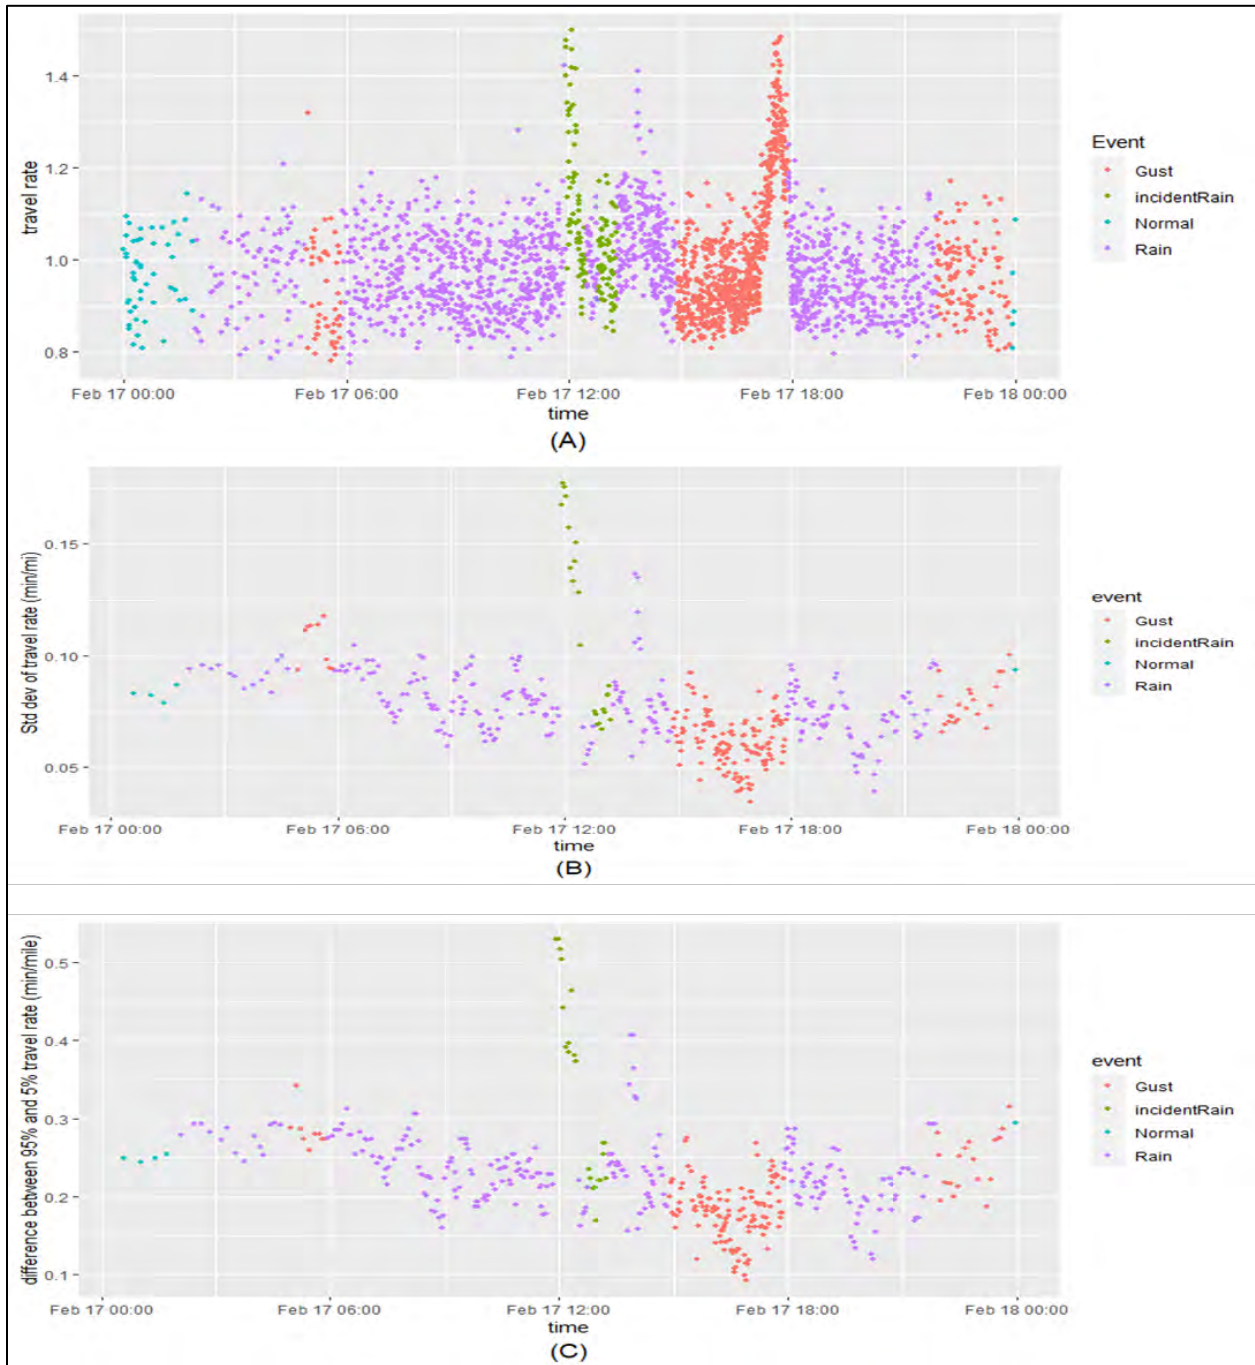 travel rate
1.4
1.2
1.0
0.8
Feb 17 00:00 Feb 17 06:00 Feb 17 12:00 Feb 17 18:00 Feb 18 00:00
time
(A)
Event
Gust
incidentRain
Normal
Rain
Std dev of travel rate (min/mi)
0.15
0.10
0.05
Feb 17 00:00 Feb 17 06:00 Feb 17 12:00 Feb 17 18:00 Feb 18 00:00
time
(B)
event
Gust
incidentRain
Normal
Rain
difference between 95% and 5% travel rate (min/mile)
0.5
0.4
0.3
0.2
0.1
Feb 17 00:00 Feb 17 06:00 Feb 17 12:00 Feb 17 18:00 Feb 18 00:00
time
(C)
event
Gust
incidentRain
Normal
Rain